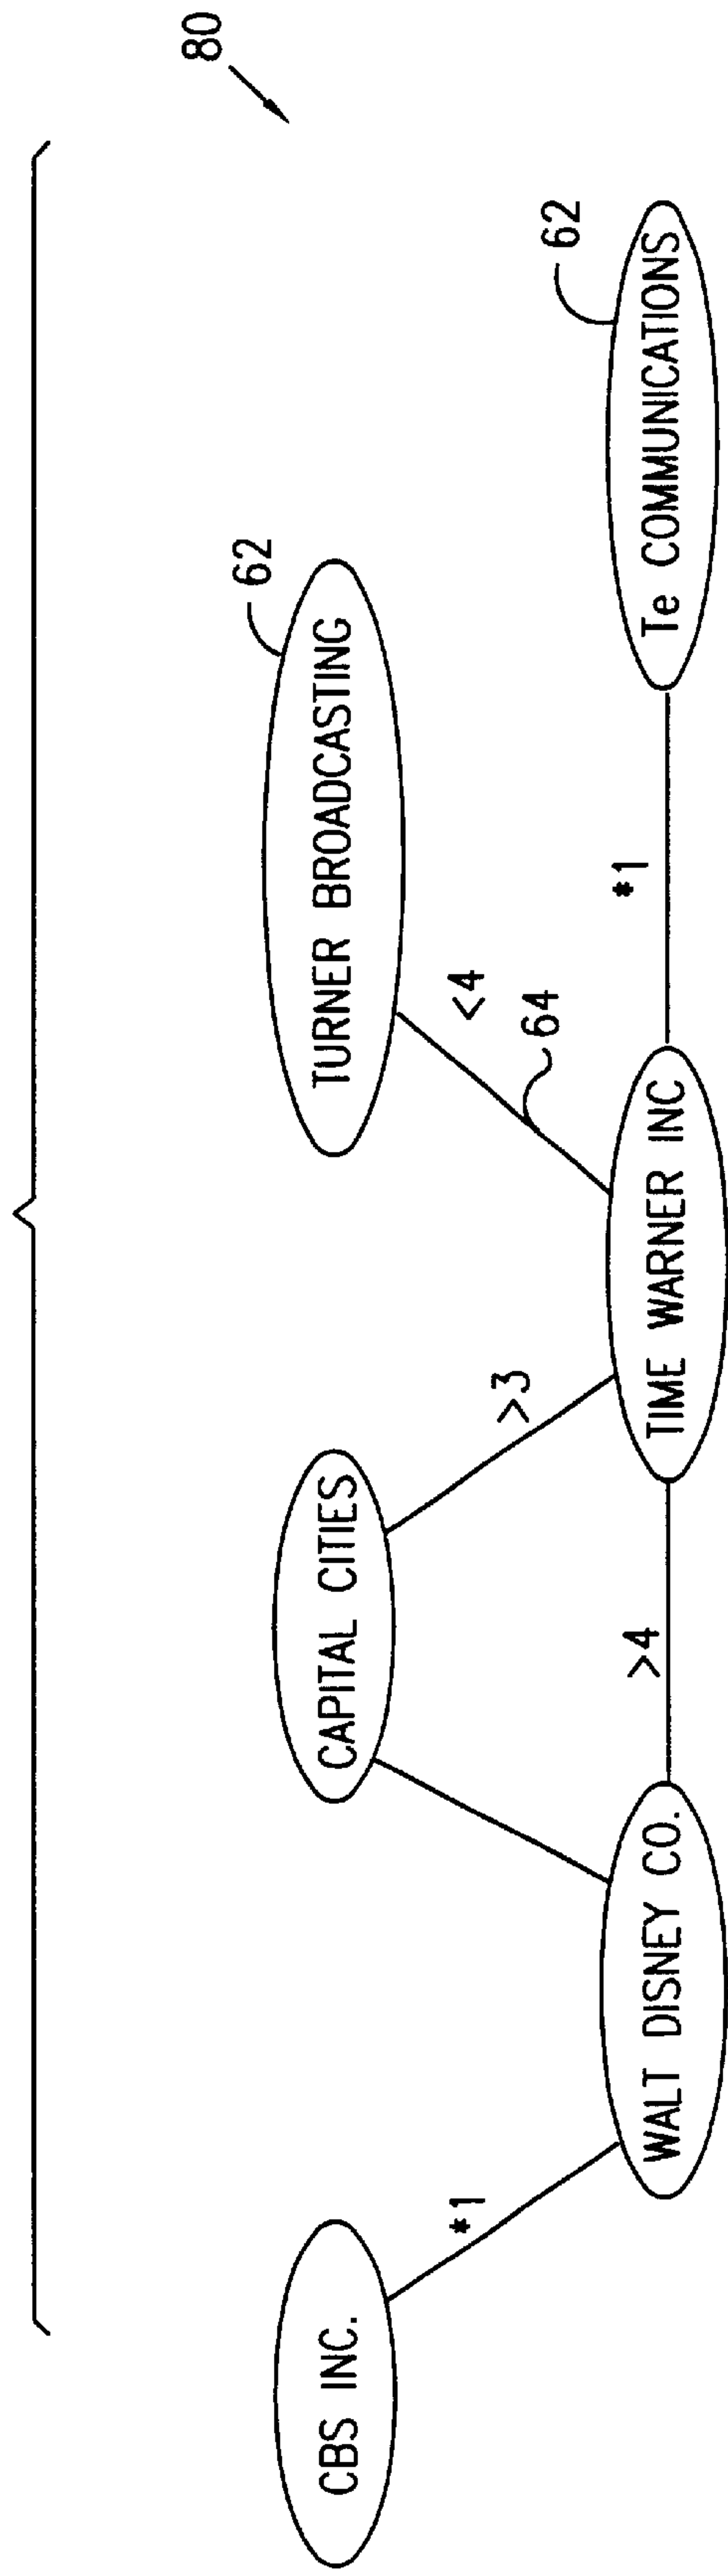 80
CBS INC.
*1
WALT DISNEY CO.
CAPITAL CITIES
>4
>3
TIME WARNER INC
<4
64
TURNER BROADCASTING
62
*1
Te COMMUNICATIONS
62